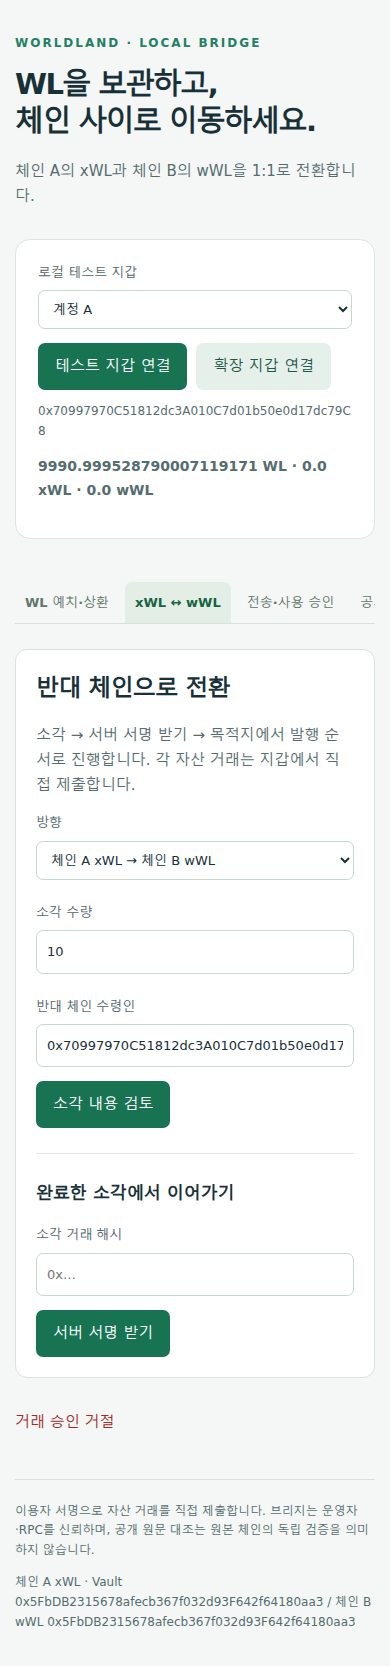 WORLDLAND · LOCAL BRIDGE
WL을 보관하고,
체인 사이로 이동하세요.
체인 A의 xWL과 체인 B의 wWL을 1:1로 전환합니
다.
로컬 테스트 지갑
계정 A
테스트 지갑 연결
확장 지갑 연결
0x70997970C51812dc3A010C7d01b50e0d17dc79C
8
9990.999528790007119171 WL · 0.0
xWL · 0.0 wWL
WL 예치·상환
xWL ↔ wWL
전송·사용 승인
반대 체인으로 전환
소각 → 서버 서명 받기 → 목적지에서 발행 순
서로 진행합니다. 각 자산 거래는 지갑에서 직
접 제출합니다.
방향
체인 A xWL → 체인 B wWL
소각 수량
10
반대 체인 수령인
0x70997970C51812dc3A010C7d01b50e0d17
소각 내용 검토
완료한 소각에서 이어가기
소각 거래 해시
0x...
서버 서명 받기
거래 승인 거절
이용자 서명으로 자산 거래를 직접 제출합니다. 브리지는 운영자
·RPC를 신뢰하며, 공개 원문 대조는 원본 체인의 독립 검증을 의미
하지 않습니다.
체인 A xWL · Vault
0x5FbDB2315678afecb367f032d93F642f64180aa3 / 체인 B
wWL 0x5FbDB2315678afecb367f032d93F642f64180aa3